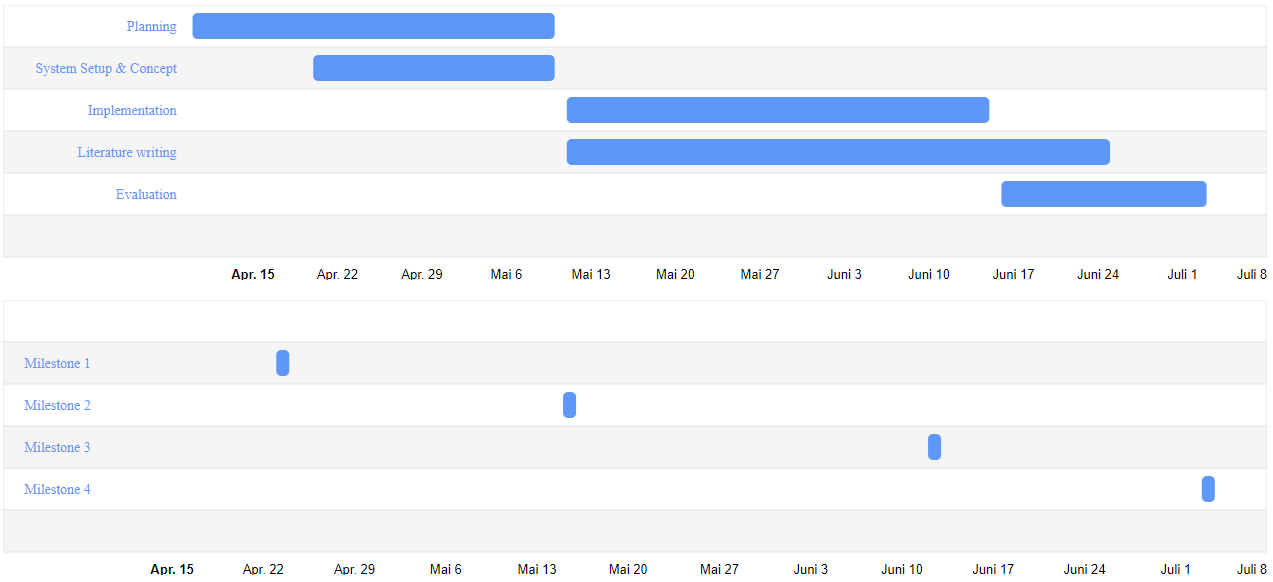 Planning
System Setup & Concept
Implementation
Literature writing
Evaluation
Apr. 15 Apr. 22 Apr. 29 Mai 6 Mai 13 Mai 20 Mai 27 Juni 3 Juni 10 Juni 17 Juni 24 Juli 1 Juli 8
Milestone 1
Milestone 2
Milestone 3
Milestone 4
Apr. 15 Apr. 22 Apr. 29 Mai 6 Mai 13 Mai 20 Mai 27 Juni 3 Juni 10 Juni 17 Juni 24 Juli 1 Juli 8